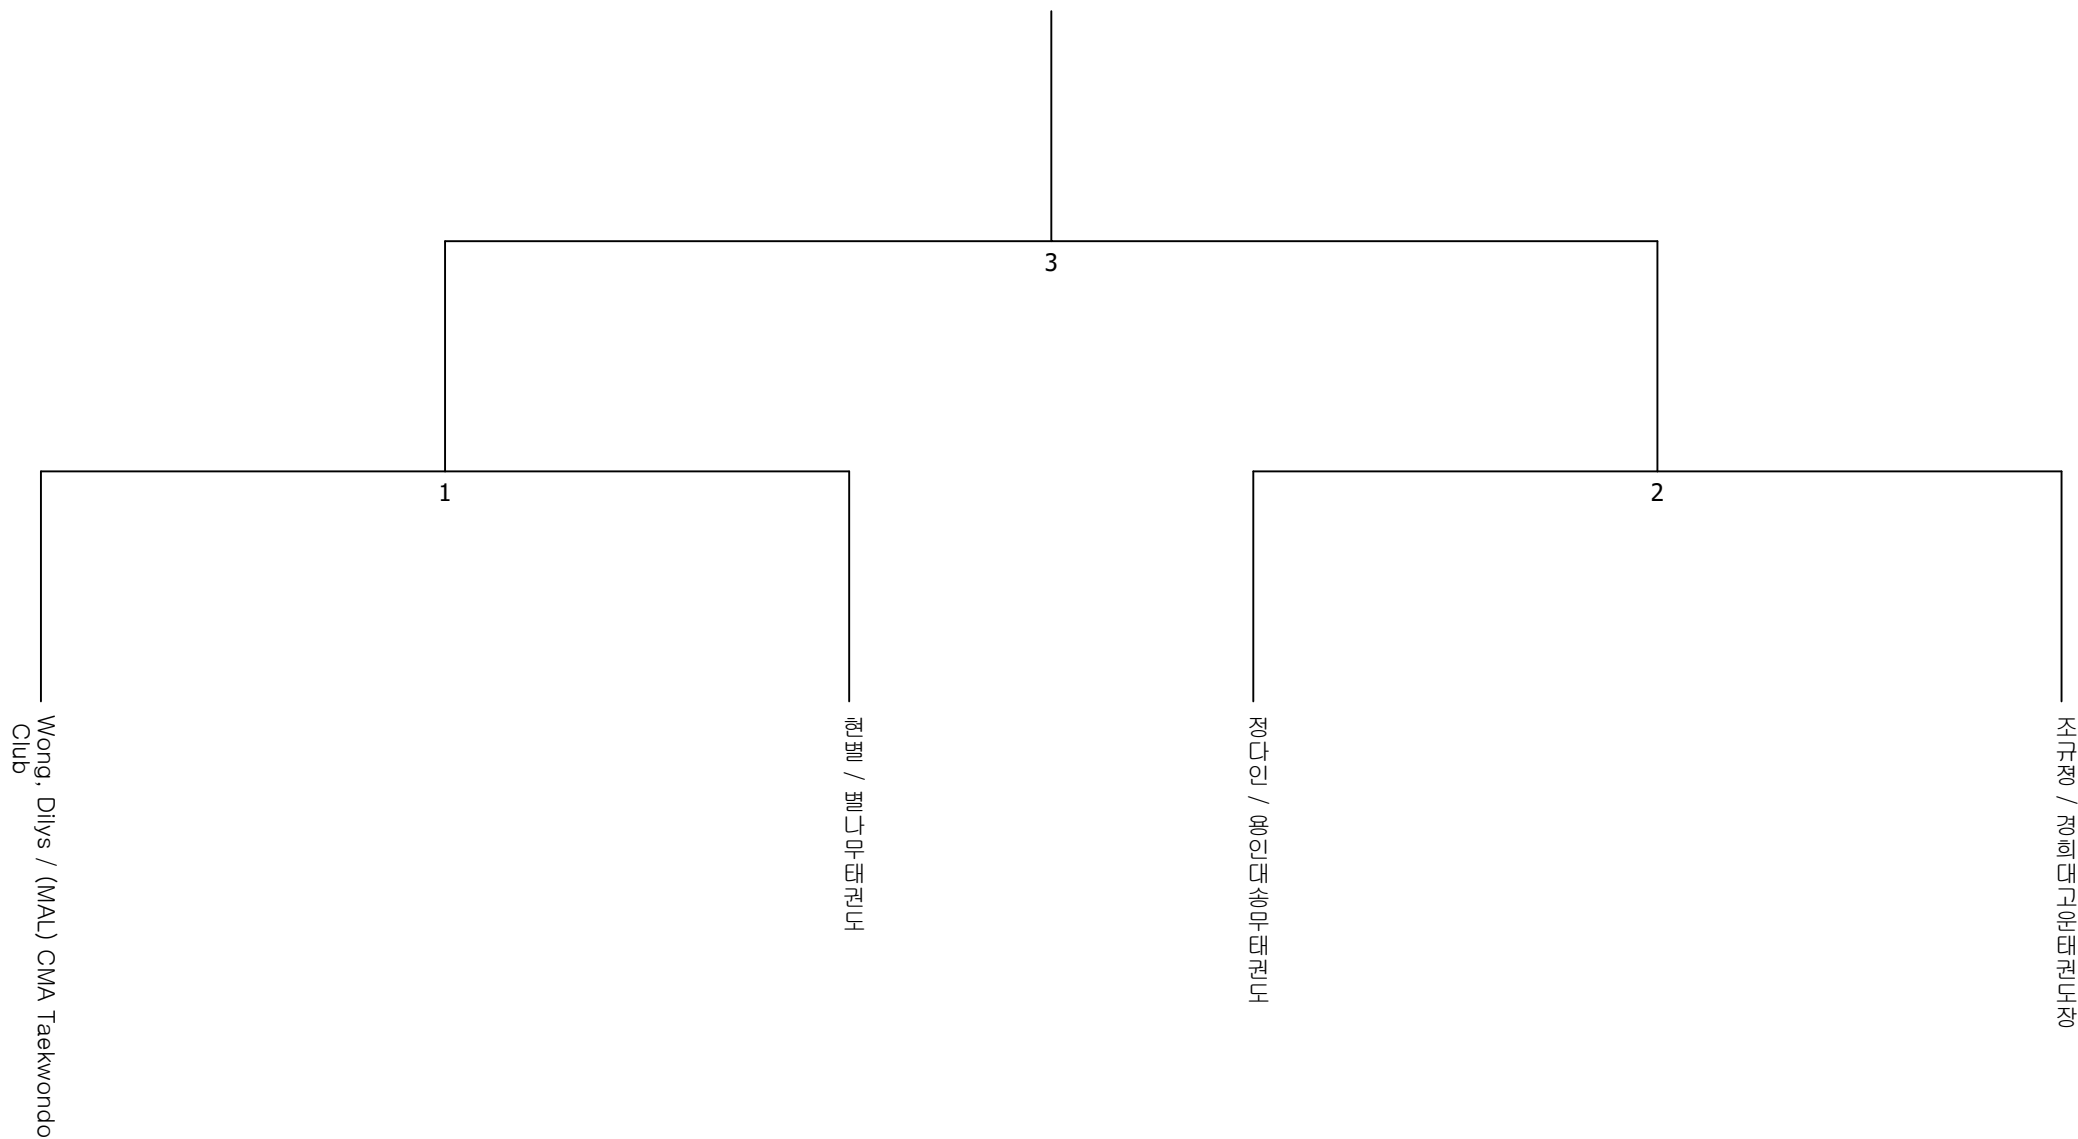 3
1
2
Wong, Dilys / (MAL) CMA Taekwondo
Club
현별 / 별나무태권도
정다인 / 용인대송무태권도
조규졍 / 경희대고운태권도장